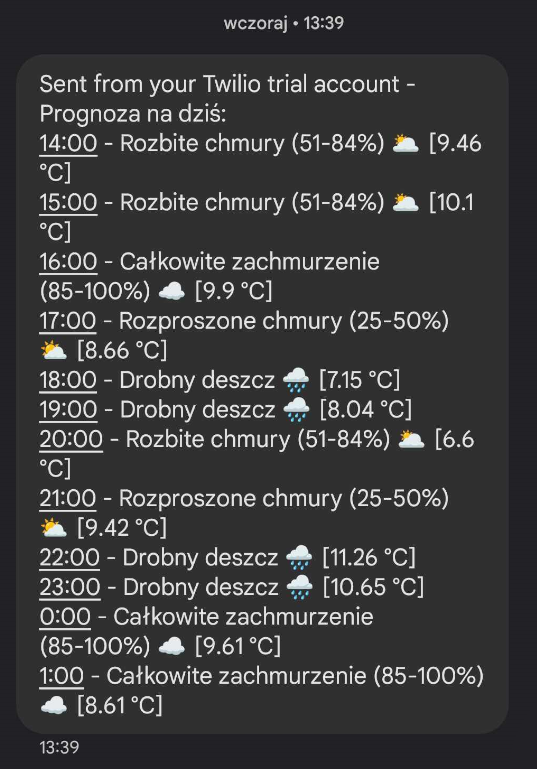 wczoraj • 13:39
Sent from your Twilio trial account -
Prognoza na dziś:
14:00 - Rozbite chmury (51-84%) 🌥️ [9.46
°C]
15:00 - Rozbite chmury (51-84%) 🌥️ [10.1
°C]
16:00 - Całkowite zachmurzenie
(85-100%) ☁️ [9.9 °C]
17:00 - Rozproszone chmury (25-50%)
⛅ [8.66 °C]
18:00 - Drobny deszcz 🌧️ [7.15 °C]
19:00 - Drobny deszcz 🌧️ [8.04 °C]
20:00 - Rozbite chmury (51-84%) 🌥️ [6.6
°C]
21:00 - Rozproszone chmury (25-50%)
⛅ [9.42 °C]
22:00 - Drobny deszcz 🌧️ [11.26 °C]
23:00 - Drobny deszcz 🌧️ [10.65 °C]
0:00 - Całkowite zachmurzenie
(85-100%) ☁️ [9.61 °C]
1:00 - Całkowite zachmurzenie (85-100%)
☁️ [8.61 °C]
13:39